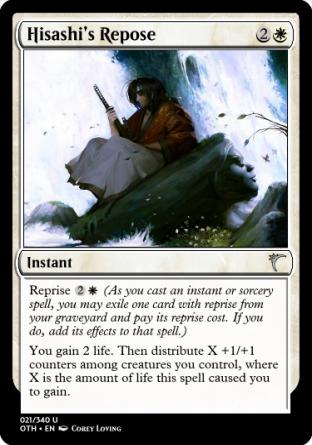 Hisashi's Repose 2
Instant
Reprise 2 (As you cast an instant or sorcery
spell, you may exile one card with reprise from
your graveyard and pay its reprise cost. If you
do, add its effects to that spell.)
You gain 2 life. Then distribute X +1/+1
counters among creatures you control, where
X is the amount of life this spell caused you
to gain.
021/340 U
OTH • EN Corey Loving